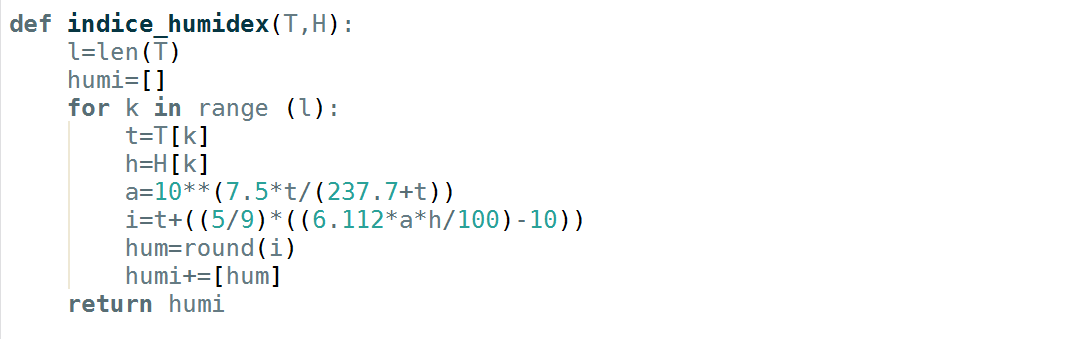 def indice_humidex(T,H):
    l=len(T)
    humi=[]
    for k in range (l):
        t=T[k]
        h=H[k]
        a=10**(7.5*t/(237.7+t))
        i=t+((5/9)*((6.112*a*h/100)-10))
        hum=round(i)
        humi+=[hum]
    return humi